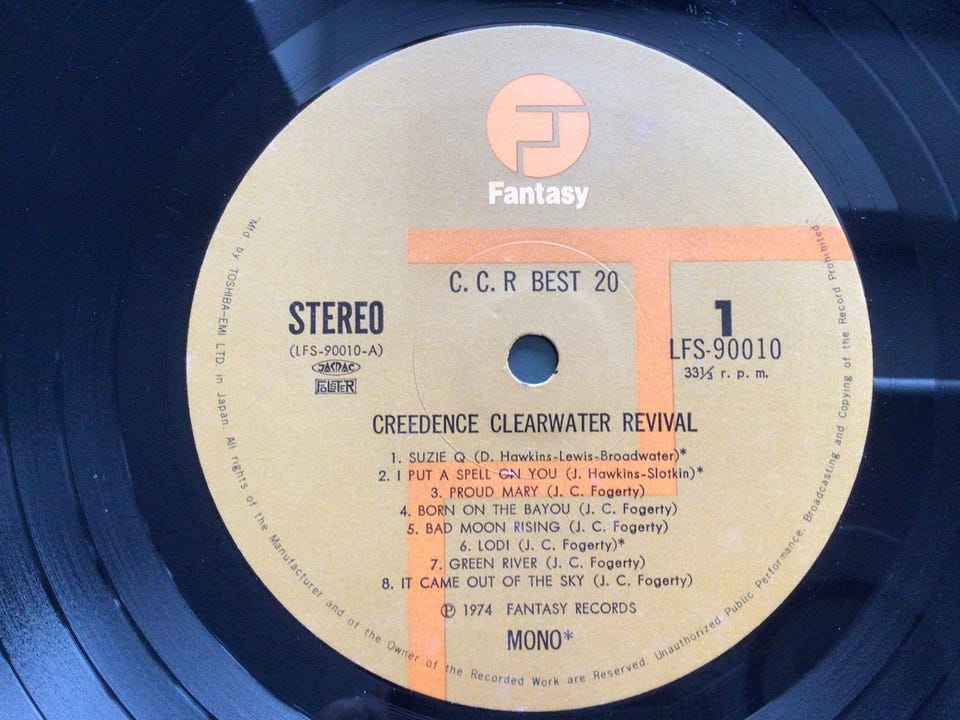 Fantasy
C. C. R BEST 20
STEREO
(LFS-90010-A)
JASRAC
FOLSTER
1
LFS-90010
33⅓ r. p. m.
CREEDENCE CLEARWATER REVIVAL
1. SUZIE Q (D. Hawkins-Lewis-Broadwater)*
2. I PUT A SPELL ON YOU (J. Hawkins-Slotkin)*
3. PROUD MARY (J. C. Fogerty)
4. BORN ON THE BAYOU (J. C. Fogerty)
5. BAD MOON RISING (J. C. Fogerty)
6. LODI (J. C. Fogerty)*
7. GREEN RIVER (J. C. Fogerty)
8. IT CAME OUT OF THE SKY (J. C. Fogerty)
℗ 1974 FANTASY RECORDS
MONO*
"Mfd by TOSHIBA-EMI LTD. in Japan. All rights of the Manufacturer and of the Owner of the Recorded Work are Reserved. Unauthorized Public Performance, Broadcasting and Copying of the Record Prohibited"